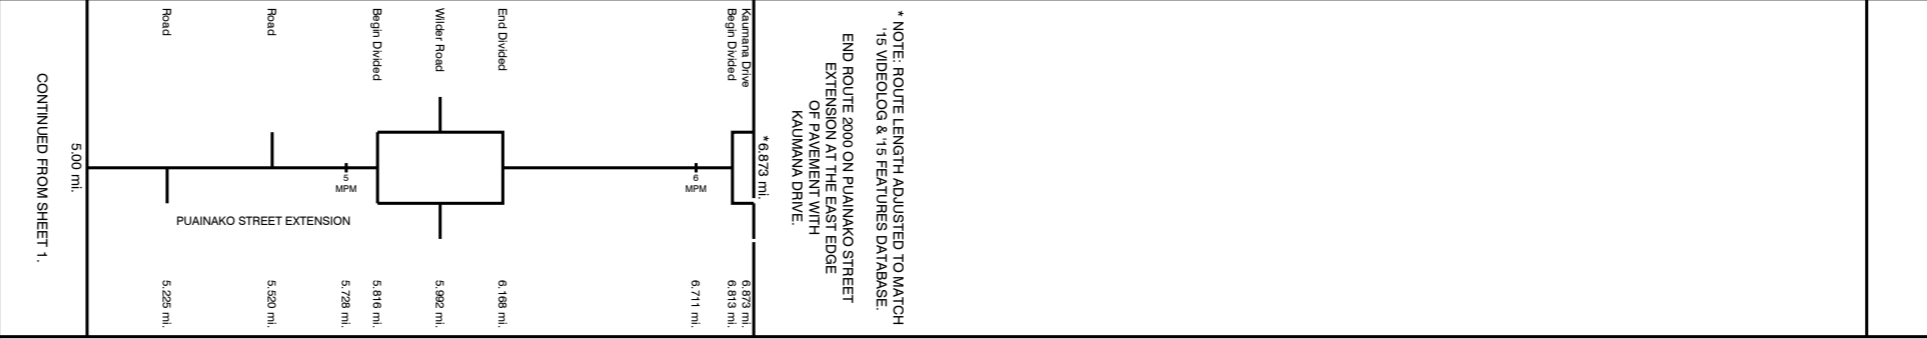 CONTINUED FROM SHEET 1.
5.00 mi.
Road
5.225 mi.
Road
5.520 mi.
5
MPM
5.728 mi.
Begin Divided
5.816 mi.
Wilder Road
5.992 mi.
End Divided
6.168 mi.
PUAINAKO STREET EXTENSION
6
MPM
6.711 mi.
Begin Divided
6.813 mi.
Kaumana Drive
6.873 mi.
*6.873 mi.
* NOTE: ROUTE LENGTH ADJUSTED TO MATCH
'15 VIDEOLOG & '15 FEATURES DATABASE.
END ROUTE 2000 ON PUAINAKO STREET
EXTENSION AT THE EAST EDGE
OF PAVEMENT WITH
KAUMANA DRIVE.